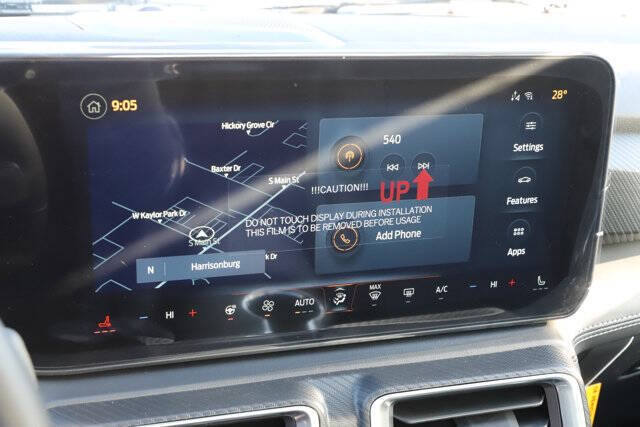 9:05
28°
Hickory Grove Cir
540
Baxter Dr
Settings
S Main St
!!!CAUTION!!! UP
Features
W Kaylor Park Dr
DO NOT TOUCH DISPLAY DURING INSTALLATION
THIS FILM IS TO BE REMOVED BEFORE USAGE
S Main St
Add Phone
k Dr
Apps
N Harrisonburg
- HI + AUTO MAX A/C - HI +